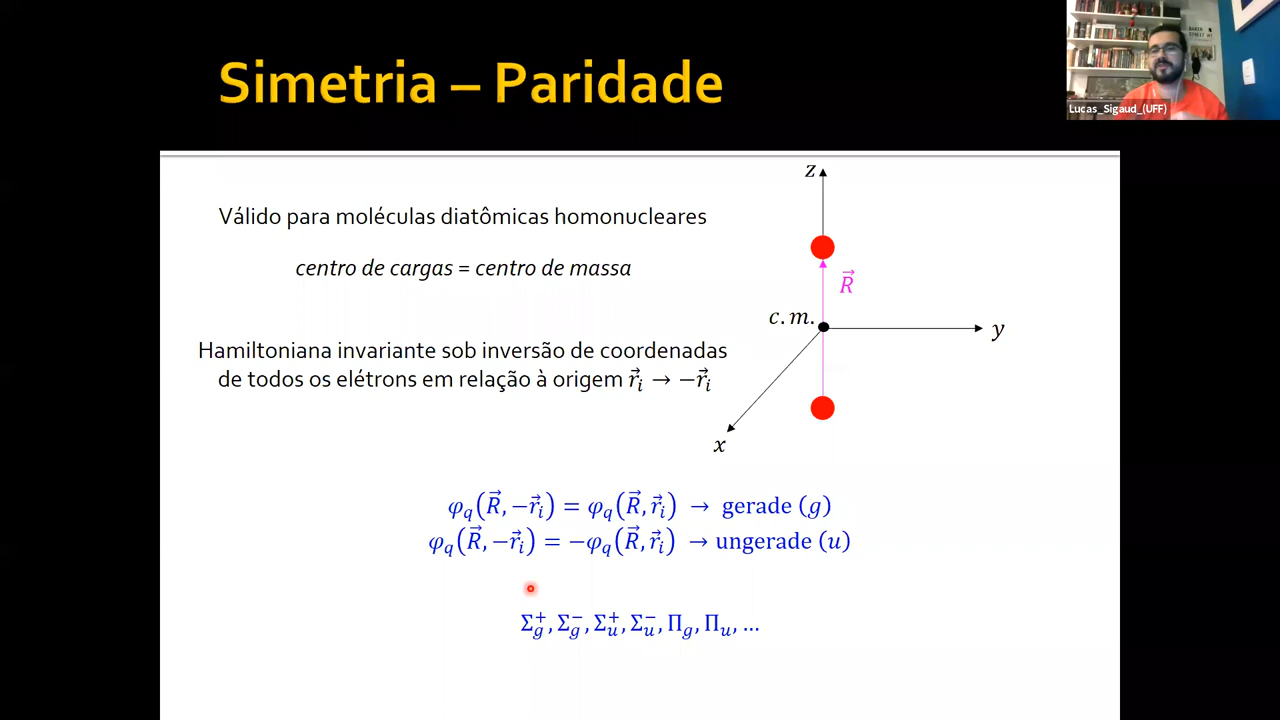 Simetria – Paridade
Lucas_Sigaud_(UFF)
BAKER
STREET
Válido para moléculas diatômicas homonucleares
centro de cargas = centro de massa
Hamiltoniana invariante sob inversão de coordenadas
de todos os elétrons em relação à origem r⃗ᵢ → −r⃗ᵢ
z
R⃗
c.m.
y
x
φ_q(R⃗, −r⃗ᵢ) = φ_q(R⃗, r⃗ᵢ) → gerade (g)
φ_q(R⃗, −r⃗ᵢ) = −φ_q(R⃗, r⃗ᵢ) → ungerade (u)
Σ_g^+, Σ_g^−, Σ_u^+, Σ_u^−, Π_g, Π_u, ...